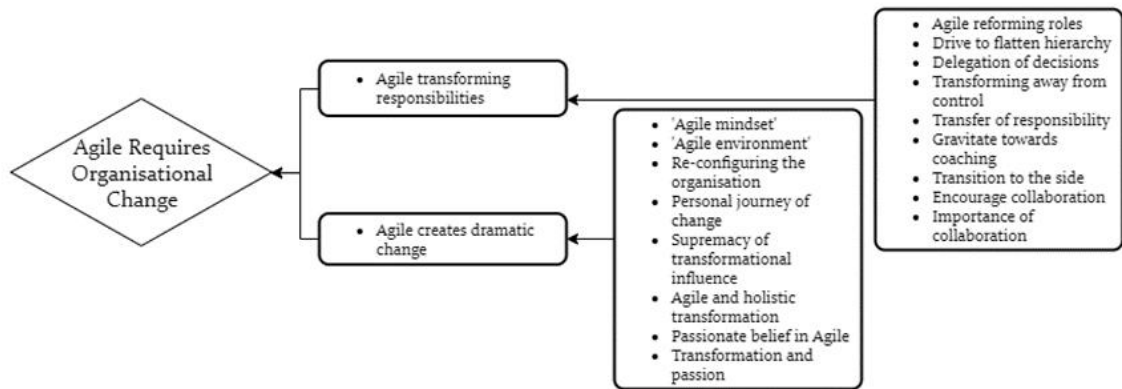 Agile Requires
Organisational
Change
• Agile transforming
responsibilities
• Agile creates dramatic
change
• 'Agile mindset'
• 'Agile environment'
• Re-configuring the
organisation
• Personal journey of
change
• Supremacy of
transformational
influence
• Agile and holistic
transformation
• Passionate belief in Agile
• Transformation and
passion
• Agile reforming roles
• Drive to flatten hierarchy
• Delegation of decisions
• Transforming away from
control
• Transfer of responsibility
• Gravitate towards
coaching
• Transition to the side
• Encourage collaboration
• Importance of
collaboration